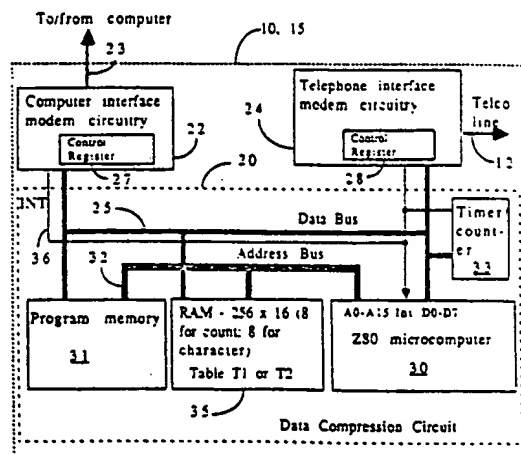 To/from computer
23
10, 15
Computer interface
modem circuitry
Control
Register
22
27
Telephone interface
modem circuitry
24
Control
Register
28
Telco
line
12
20
INT
25
Data Bus
36
32
Address Bus
Timer
count-
er
33
Program memory
31
RAM - 256 x 16 (8
for count; 8 for
character)
Table T1 or T2
35
A0-A15 Int D0-D7
Z80 microcomputer
30
Data Compression Circuit